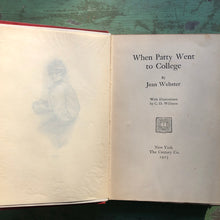 When Patty Went
to College
By
Jean Webster
With Illustrations
by C. D. Williams
New York
The Century Co.
1903